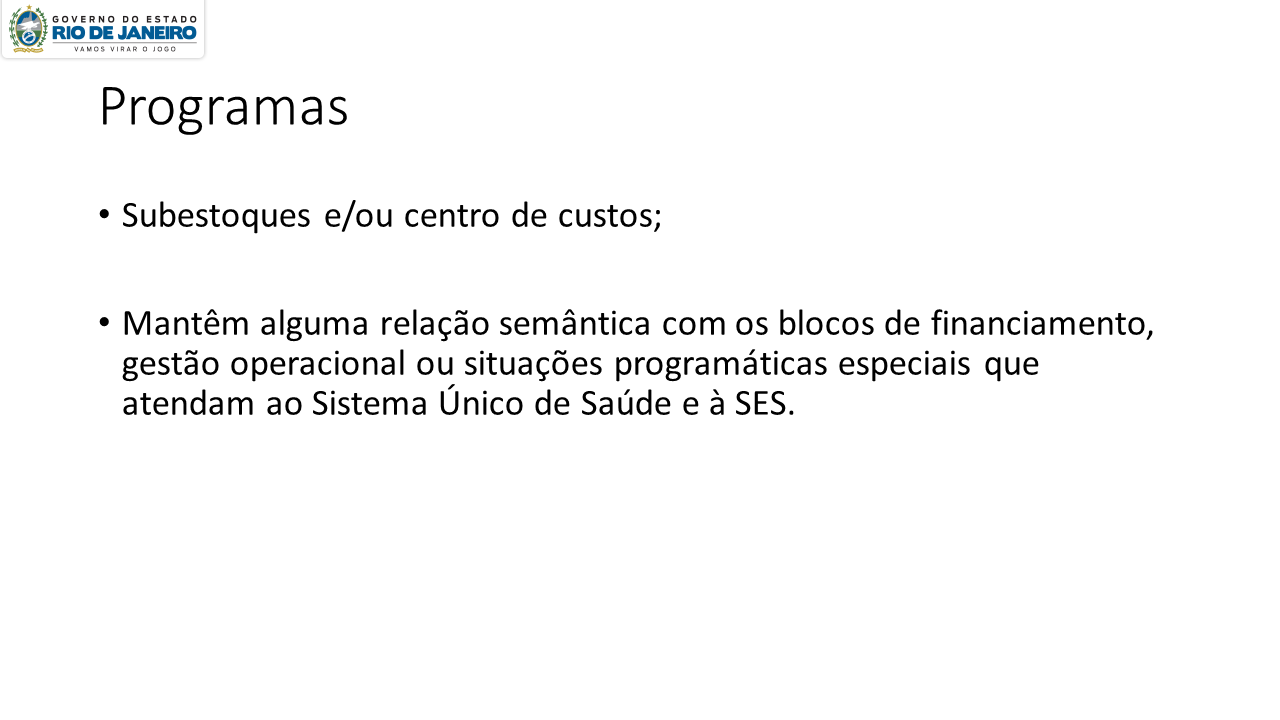 GOVERNO DO ESTADO
RIO DE JANEIRO
VAMOS VIRAR O JOGO
Programas
• Subestoques e/ou centro de custos;
• Mantêm alguma relação semântica com os blocos de financiamento,
gestão operacional ou situações programáticas especiais que
atendam ao Sistema Único de Saúde e à SES.